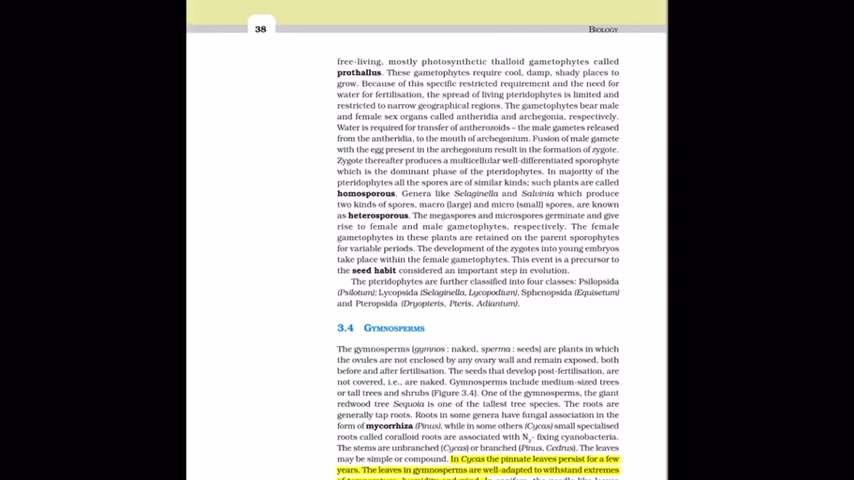 38
BIOLOGY
free-living, mostly photosynthetic thalloid gametophytes called
prothallus. These gametophytes require cool, damp, shady places to
grow. Because of this specific restricted requirement and the need for
water for fertilisation, the spread of living pteridophytes is limited and
restricted to narrow geographical regions. The gametophytes bear male
and female sex organs called antheridia and archegonia, respectively.
Water is required for transfer of antherozoids – the male gametes released
from the antheridia, to the mouth of archegonium. Fusion of male gamete
with the egg present in the archegonium result in the formation of zygote.
Zygote thereafter produces a multicellular well-differentiated sporophyte
which is the dominant phase of the pteridophytes. In majority of the
pteridophytes all the spores are of similar kinds; such plants are called
homosporous. Genera like Selaginella and Salvinia which produce
two kinds of spores, macro (large) and micro (small) spores, are known
as heterosporous. The megaspores and microspores germinate and give
rise to female and male gametophytes, respectively. The female
gametophytes in these plants are retained on the parent sporophytes
for variable periods. The development of the zygotes into young embryos
take place within the female gametophytes. This event is a precursor to
the seed habit considered an important step in evolution.
The pteridophytes are further classified into four classes: Psilopsida
(Psilotum); Lycopsida (Selaginella, Lycopodium), Sphenopsida (Equisetum)
and Pteropsida (Dryopteris, Pteris, Adiantum).
3.4 GYMNOSPERMS
The gymnosperms (gymnos : naked, sperma : seeds) are plants in which
the ovules are not enclosed by any ovary wall and remain exposed, both
before and after fertilisation. The seeds that develop post-fertilisation, are
not covered, i.e., are naked. Gymnosperms include medium-sized trees
or tall trees and shrubs (Figure 3.4). One of the gymnosperms, the giant
redwood tree Sequoia is one of the tallest tree species. The roots are
generally tap roots. Roots in some genera have fungal association in the
form of mycorrhiza (Pinus), while in some others (Cycas) small specialised
roots called coralloid roots are associated with N2- fixing cyanobacteria.
The stems are unbranched (Cycas) or branched (Pinus, Cedrus). The leaves
may be simple or compound. In Cycas the pinnate leaves persist for a few
years. The leaves in gymnosperms are well-adapted to withstand extremes